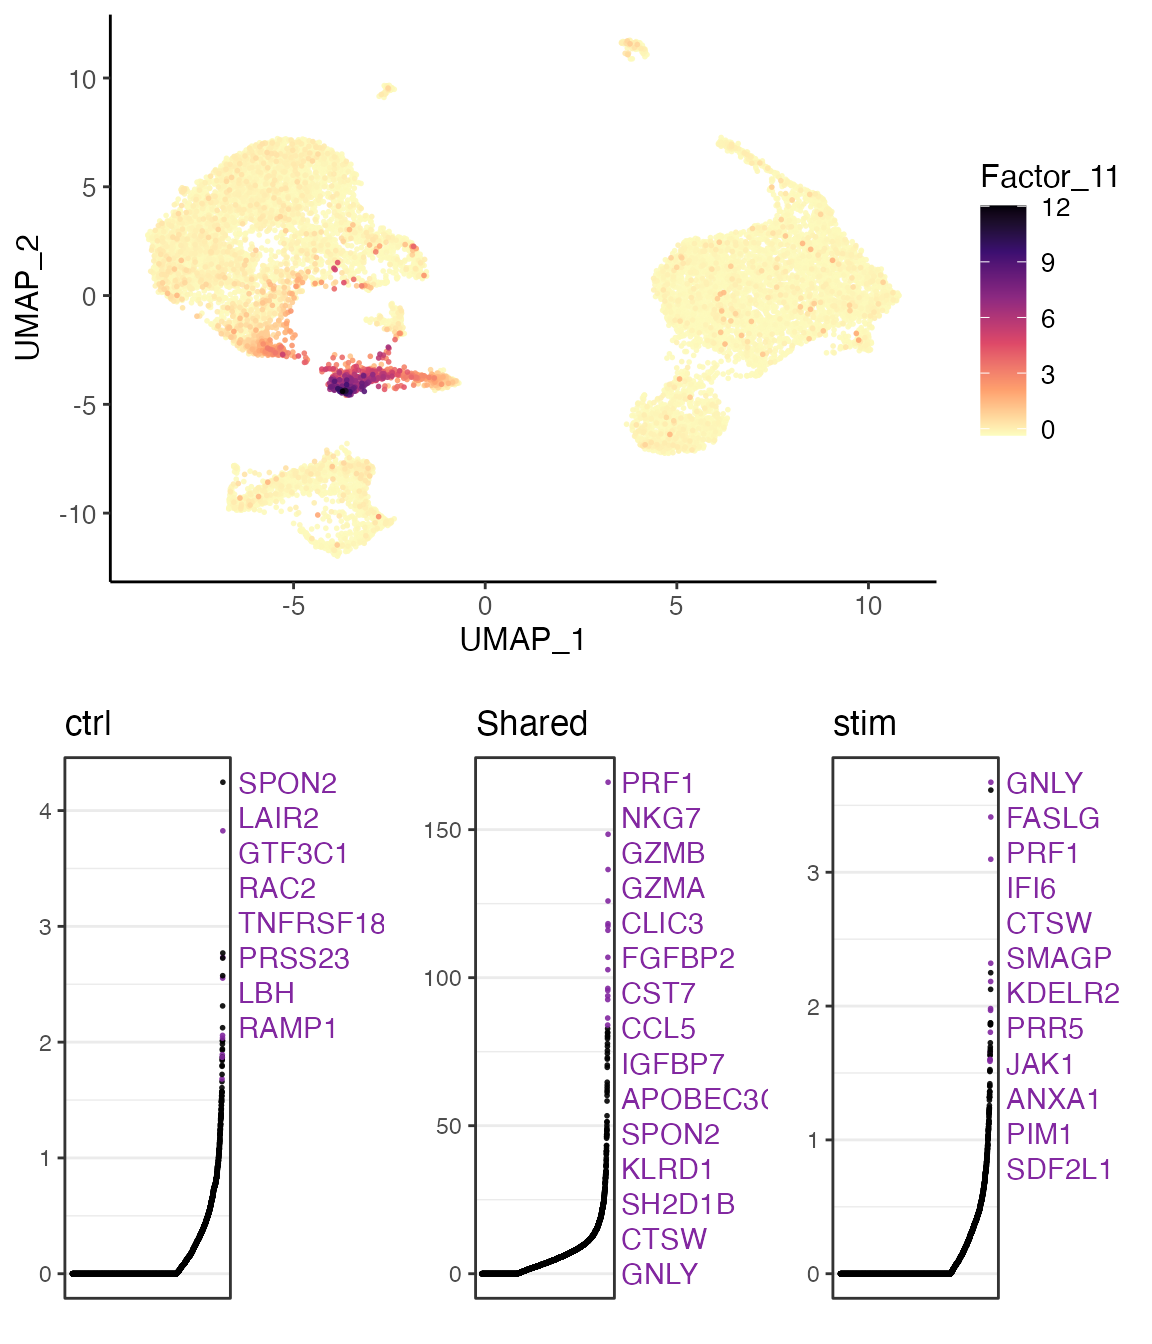 10
5
0
-5
-10
UMAP_2
-5
0
5
10
UMAP_1
Factor_11
12
9
6
3
0
ctrl
4
3
2
1
0
SPON2
LAIR2
GTF3C1
RAC2
TNFRSF18
PRSS23
LBH
RAMP1
Shared
150
100
50
0
PRF1
NKG7
GZMB
GZMA
CLIC3
FGFBP2
CST7
CCL5
IGFBP7
APOBEC3
SPON2
KLRD1
SH2D1B
CTSW
GNLY
stim
3
2
1
0
GNLY
FASLG
PRF1
IFI6
CTSW
SMAGP
KDELR2
PRR5
JAK1
ANXA1
PIM1
SDF2L1